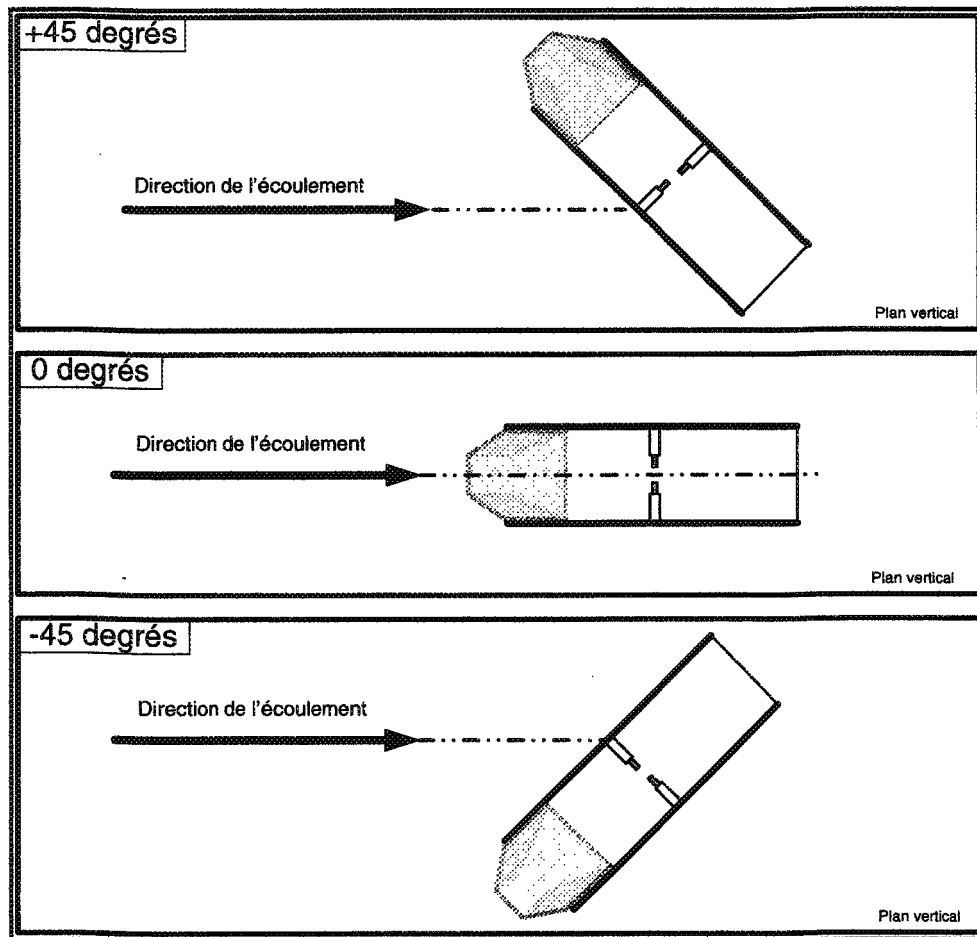 +45 degrés
Direction de l'écoulement
Plan vertical
0 degrés
Direction de l'écoulement
Plan vertical
-45 degrés
Direction de l'écoulement
Plan vertical